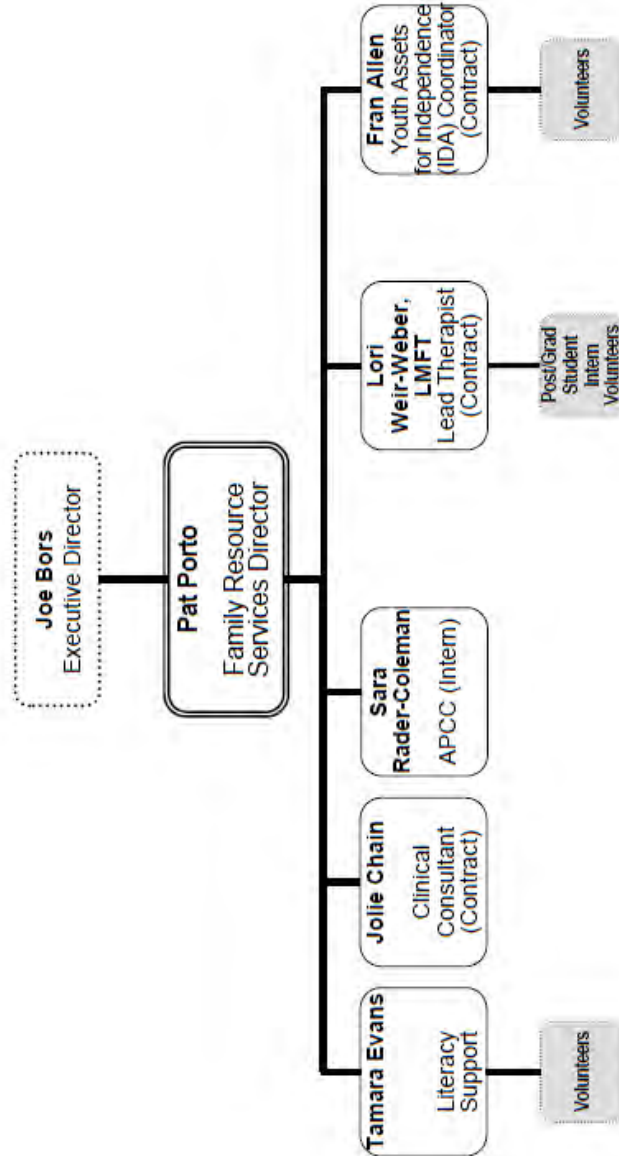 Joe Bors
Executive Director
Pat Porto
Family Resource
Services Director
Tamara Evans
Literacy
Support
Jolie Chain
Clinical
Consultant
(Contract)
Sara
Rader-Coleman
APCC (Intern)
Lori
Weir-Weber,
LMFT
Lead Therapist
(Contract)
Fran Allen
Youth Assets
for Independence
(IDA) Coordinator
(Contract)
Volunteers
Post/Grad
Student
Intern
Volunteers
Volunteers